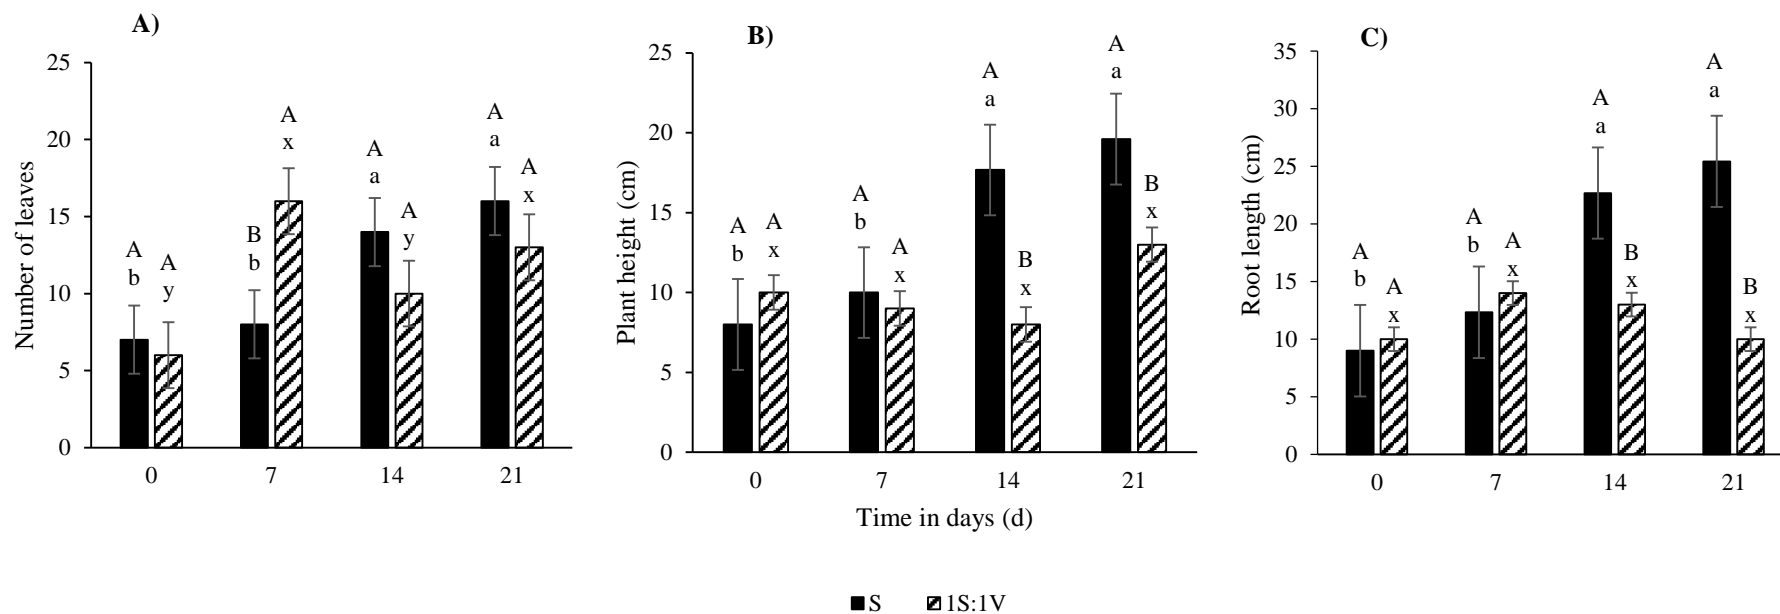 A)
Number of leaves
25
20
15
10
5
0
A
b
A
y
B
b
A
x
A
a
A
y
A
a
A
x
0
7
14
21
B)
Plant height (cm)
25
20
15
10
5
0
A
b
A
x
A
b
A
x
A
a
B
x
A
a
B
x
0
7
14
21
Time in days (d)
C)
Root length (cm)
35
30
25
20
15
10
5
0
A
b
A
x
A
b
A
x
A
a
B
x
A
a
B
x
0
7
14
21
S
1S:1V